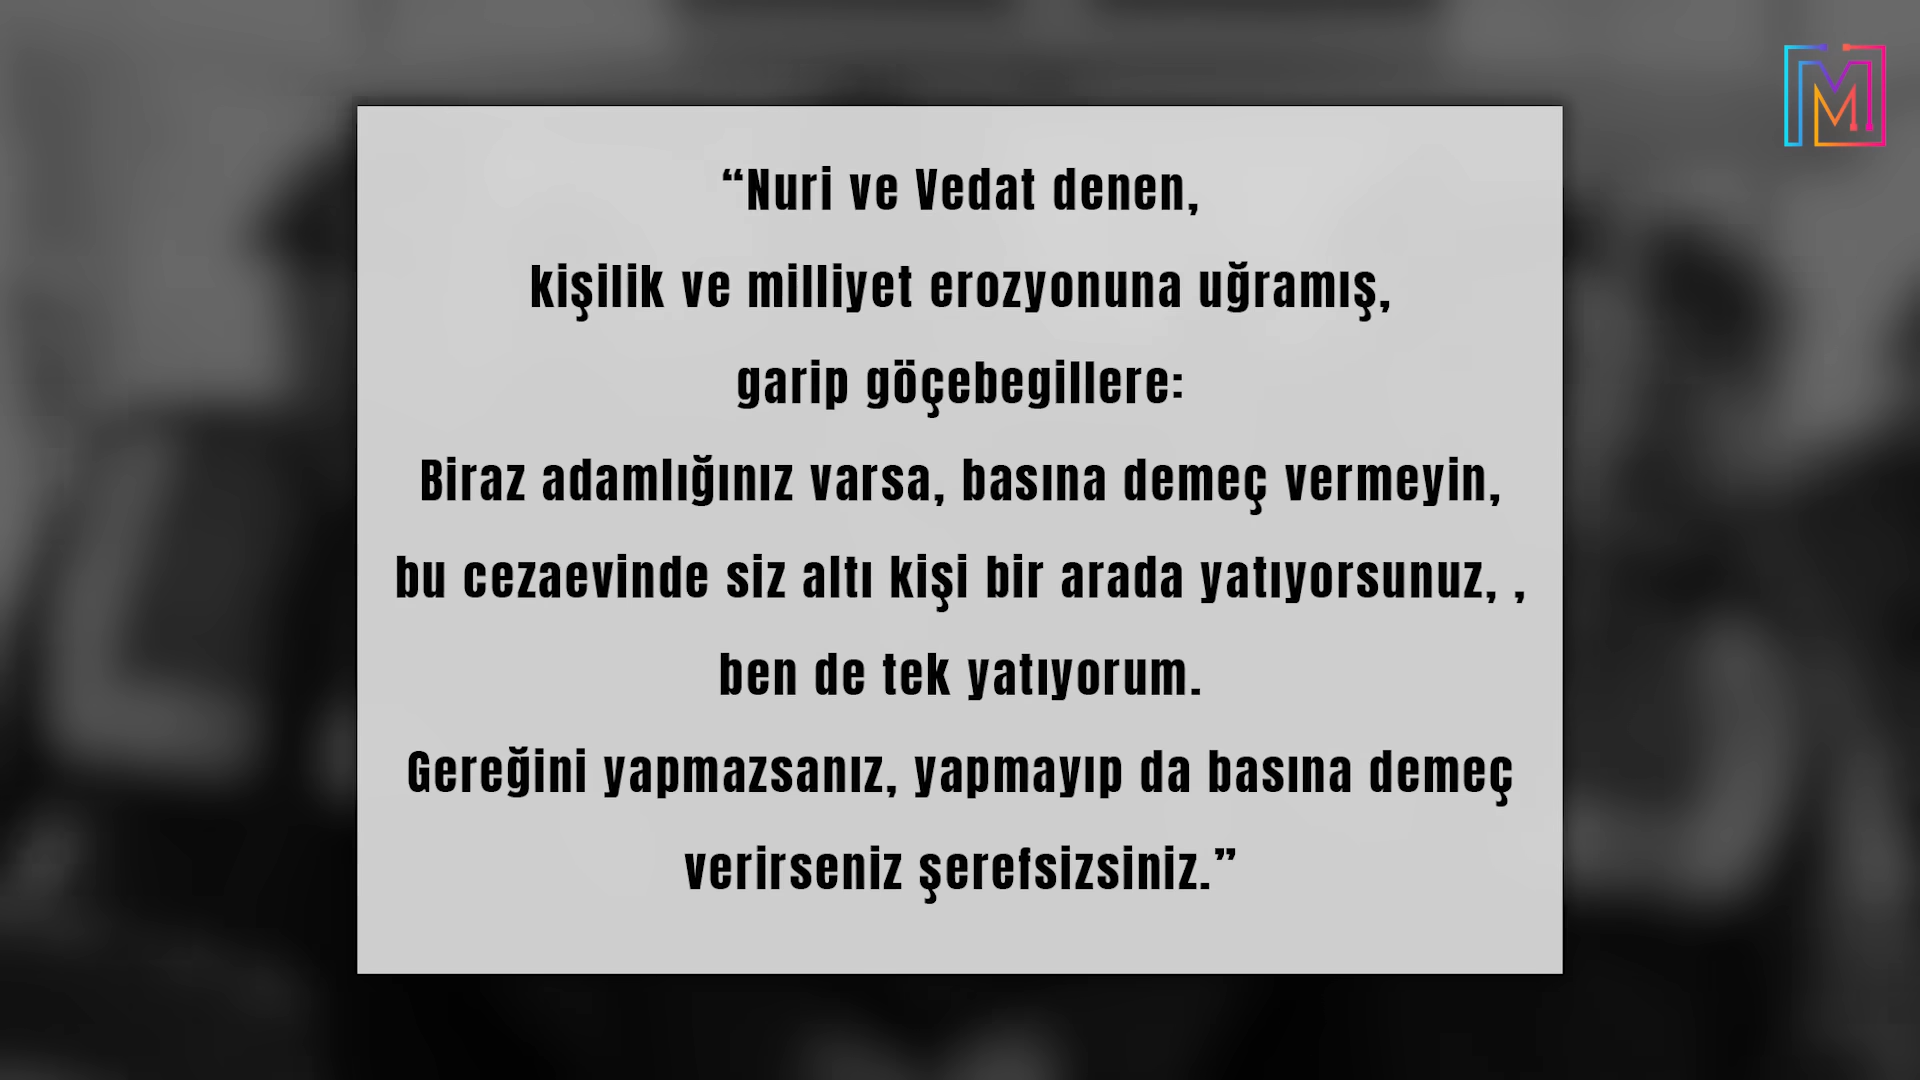 “Nuri ve Vedat denen,
kişilik ve milliyet erozyonuna uğramış,
garip göçebegillere:
Biraz adamlığınız varsa, basına demeç vermeyin,
bu cezaevinde siz altı kişi bir arada yatıyorsunuz, ,
ben de tek yatıyorum.
Gereğini yapmazsanız, yapmayıp da basına demeç
verirseniz şerefsizsiniz.”